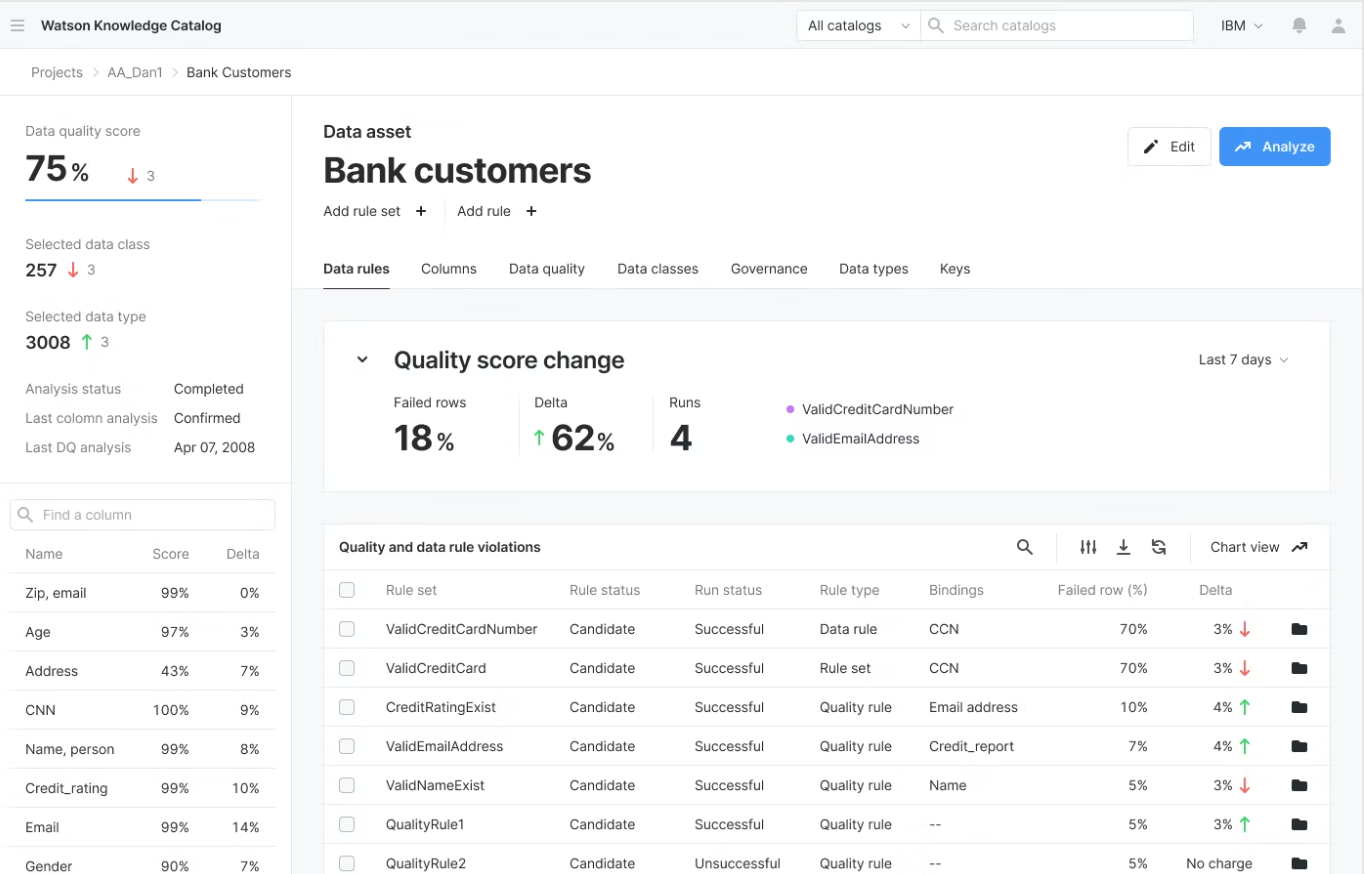 Watson Knowledge Catalog
All catalogs
Search catalogs
IBM
Projects
AA_Dan1
Bank Customers
Data quality score
75 %
3
Selected data class
257
3
Selected data type
3008
3
Analysis status Completed
Last colomn analysis Confirmed
Last DQ analysis Apr 07, 2008
Find a column
Name Score Delta
Zip, email 99% 0%
Age 97% 3%
Address 43% 7%
CNN 100% 9%
Name, person 99% 8%
Credit_rating 99% 10%
Email 99% 14%
Gender 90% 7%
Data asset
Bank customers
Edit
Analyze
Add rule set +
Add rule +
Data rules Columns Data quality Data classes Governance Data types Keys
Quality score change
Last 7 days
Failed rows
18 %
Delta
62 %
Runs
4
ValidCreditCardNumber
ValidEmailAddress
Quality and data rule violations
Chart view
Rule set Rule status Run status Rule type Bindings Failed row (%) Delta
ValidCreditCardNumber Candidate Successful Data rule CCN 70% 3%
ValidCreditCard Candidate Successful Rule set CCN 70% 3%
CreditRatingExist Candidate Successful Quality rule Email address 10% 4%
ValidEmailAddress Candidate Successful Quality rule Credit_report 7% 4%
ValidNameExist Candidate Successful Quality rule Name 5% 3%
QualityRule1 Candidate Successful Quality rule -- 5% 3%
QualityRule2 Candidate Unsuccessful Quality rule -- 5% No charge